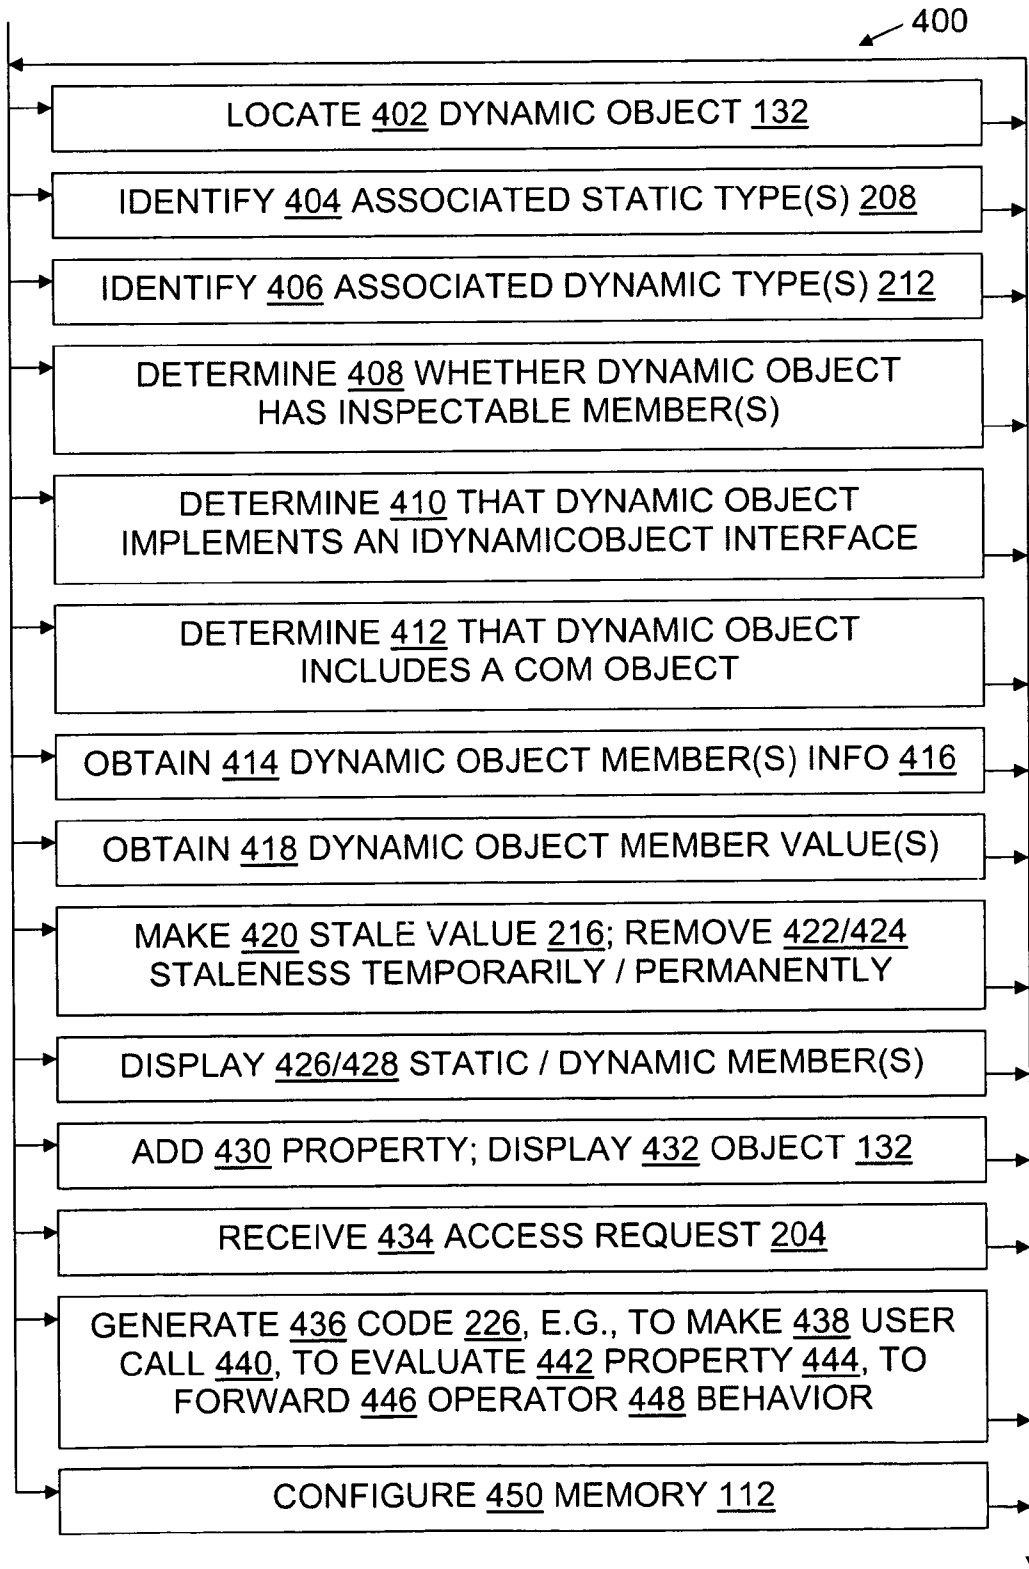 400
LOCATE 402 DYNAMIC OBJECT 132
IDENTIFY 404 ASSOCIATED STATIC TYPE(S) 208
IDENTIFY 406 ASSOCIATED DYNAMIC TYPE(S) 212
DETERMINE 408 WHETHER DYNAMIC OBJECT
HAS INSPECTABLE MEMBER(S)
DETERMINE 410 THAT DYNAMIC OBJECT
IMPLEMENTS AN IDYNAMICOBJECT INTERFACE
DETERMINE 412 THAT DYNAMIC OBJECT
INCLUDES A COM OBJECT
OBTAIN 414 DYNAMIC OBJECT MEMBER(S) INFO 416
OBTAIN 418 DYNAMIC OBJECT MEMBER VALUE(S)
MAKE 420 STALE VALUE 216; REMOVE 422/424
STALENESS TEMPORARILY / PERMANENTLY
DISPLAY 426/428 STATIC / DYNAMIC MEMBER(S)
ADD 430 PROPERTY; DISPLAY 432 OBJECT 132
RECEIVE 434 ACCESS REQUEST 204
GENERATE 436 CODE 226, E.G., TO MAKE 438 USER
CALL 440, TO EVALUATE 442 PROPERTY 444, TO
FORWARD 446 OPERATOR 448 BEHAVIOR
CONFIGURE 450 MEMORY 112